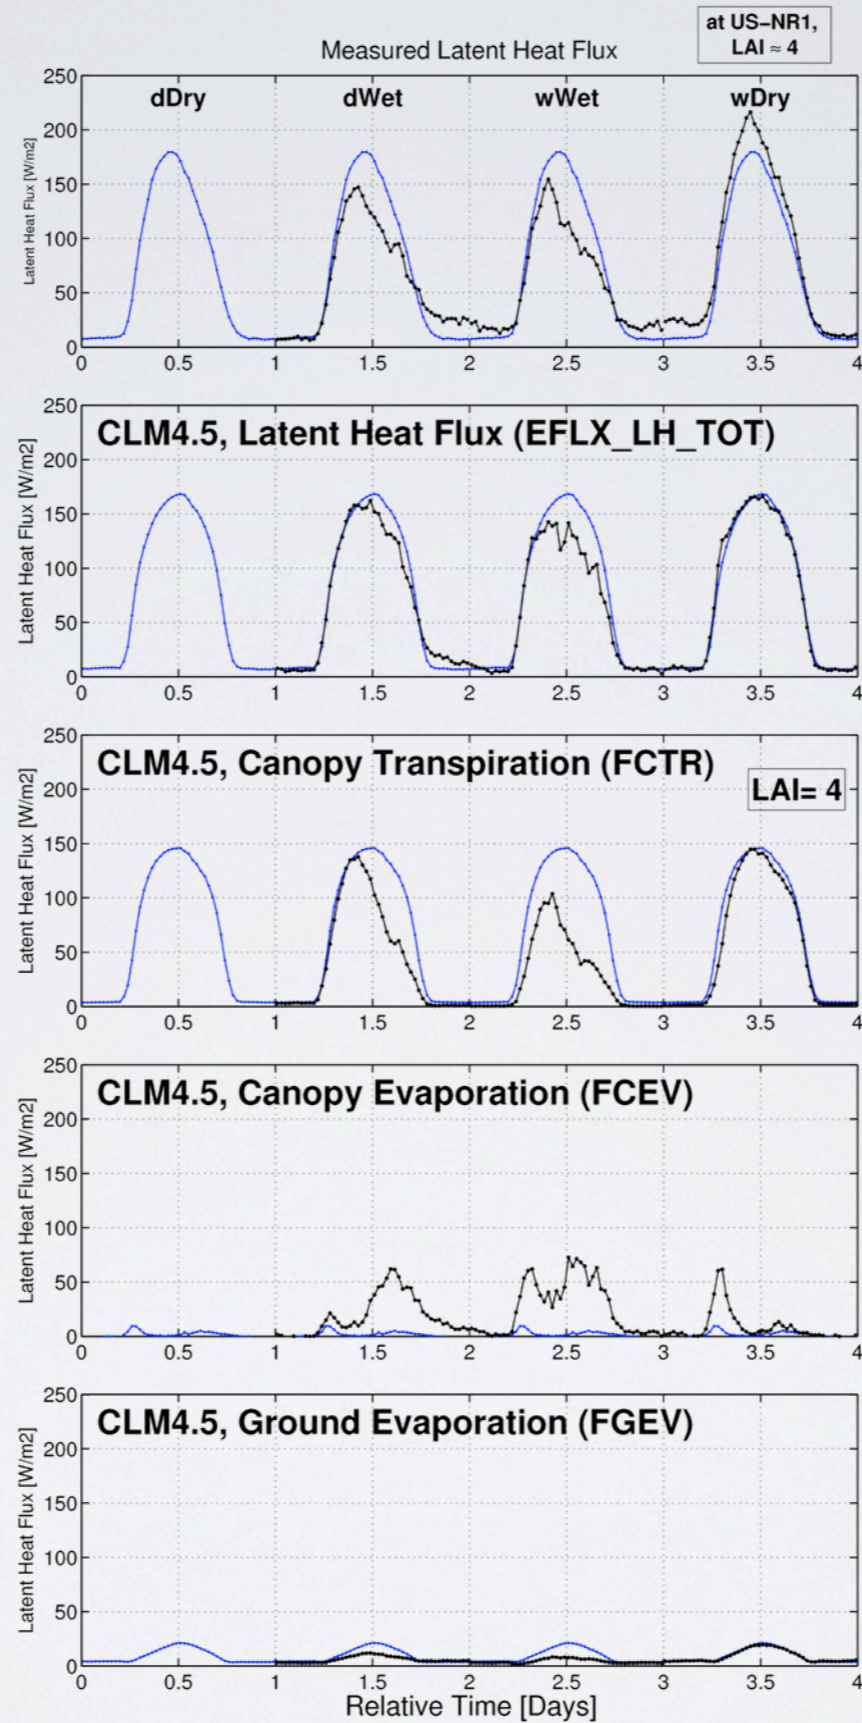 at US−NR1,
LAI ≈ 4
Measured Latent Heat Flux
dDry dWet wWet wDry
Latent Heat Flux [W/m2]
250
200
150
100
50
0
0 0.5 1 1.5 2 2.5 3 3.5 4
CLM4.5, Latent Heat Flux (EFLX_LH_TOT)
Latent Heat Flux [W/m2]
250
200
150
100
50
0
0 0.5 1 1.5 2 2.5 3 3.5 4
CLM4.5, Canopy Transpiration (FCTR)
LAI= 4
Latent Heat Flux [W/m2]
250
200
150
100
50
0
0 0.5 1 1.5 2 2.5 3 3.5 4
CLM4.5, Canopy Evaporation (FCEV)
Latent Heat Flux [W/m2]
250
200
150
100
50
0
0 0.5 1 1.5 2 2.5 3 3.5 4
CLM4.5, Ground Evaporation (FGEV)
Latent Heat Flux [W/m2]
250
200
150
100
50
0
0 0.5 1 1.5 2 2.5 3 3.5 4
Relative Time [Days]